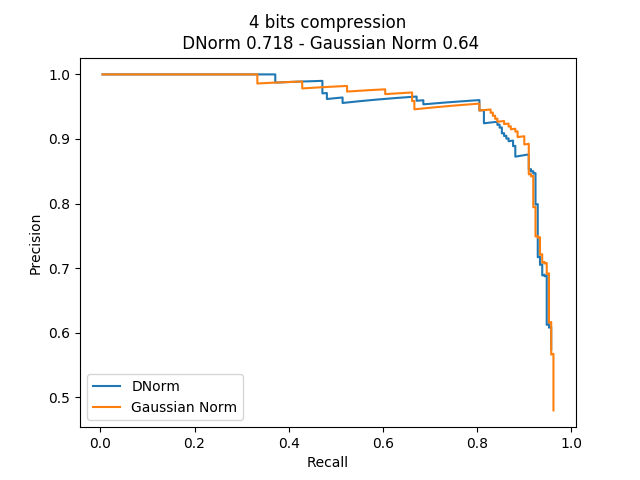 4 bits compression
DNorm 0.718 - Gaussian Norm 0.64
1.0
0.9
0.8
0.7
0.6
0.5
Precision
DNorm
Gaussian Norm
0.0 0.2 0.4 0.6 0.8 1.0
Recall